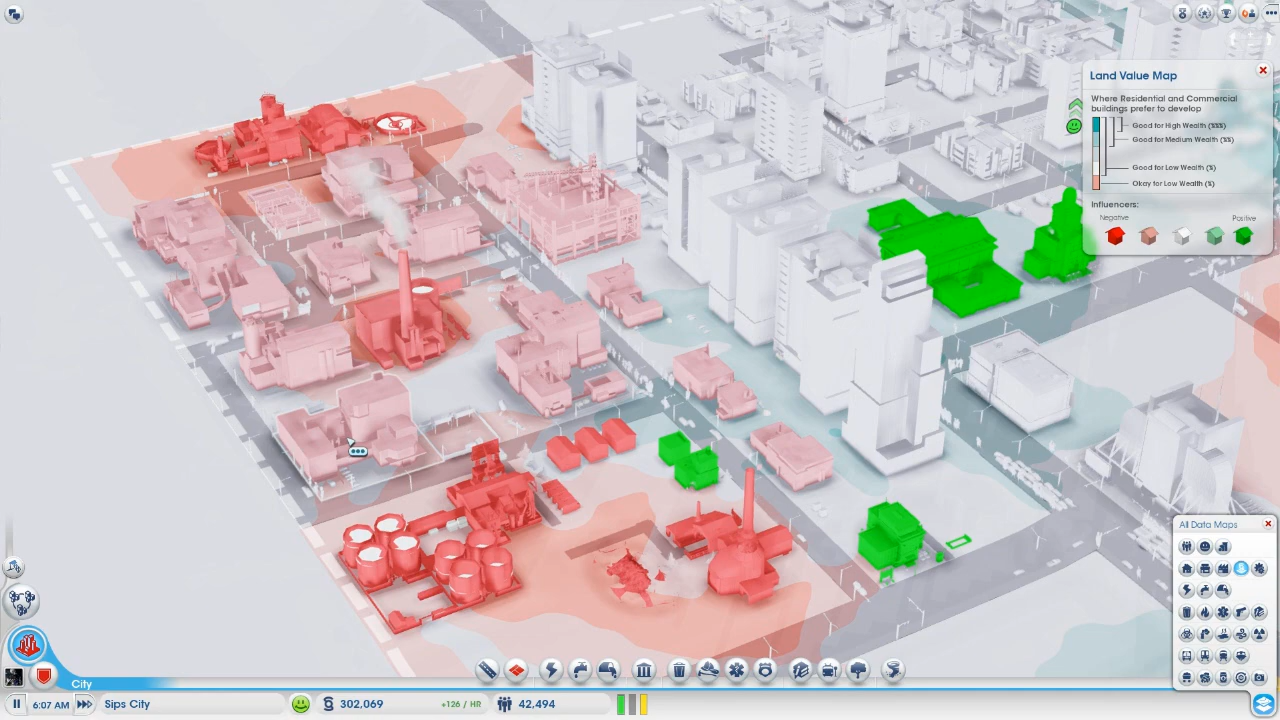 Land Value Map
Where Residential and Commercial
buildings prefer to develop
Good for High Wealth (§§§)
Good for Medium Wealth (§§)
Good for Low Wealth (§)
Okay for Low Wealth (§)
Influencers:
Negative
Positive
All Data Maps
City
6:07 AM
Sips City
302,069
+126 / HR
42,494